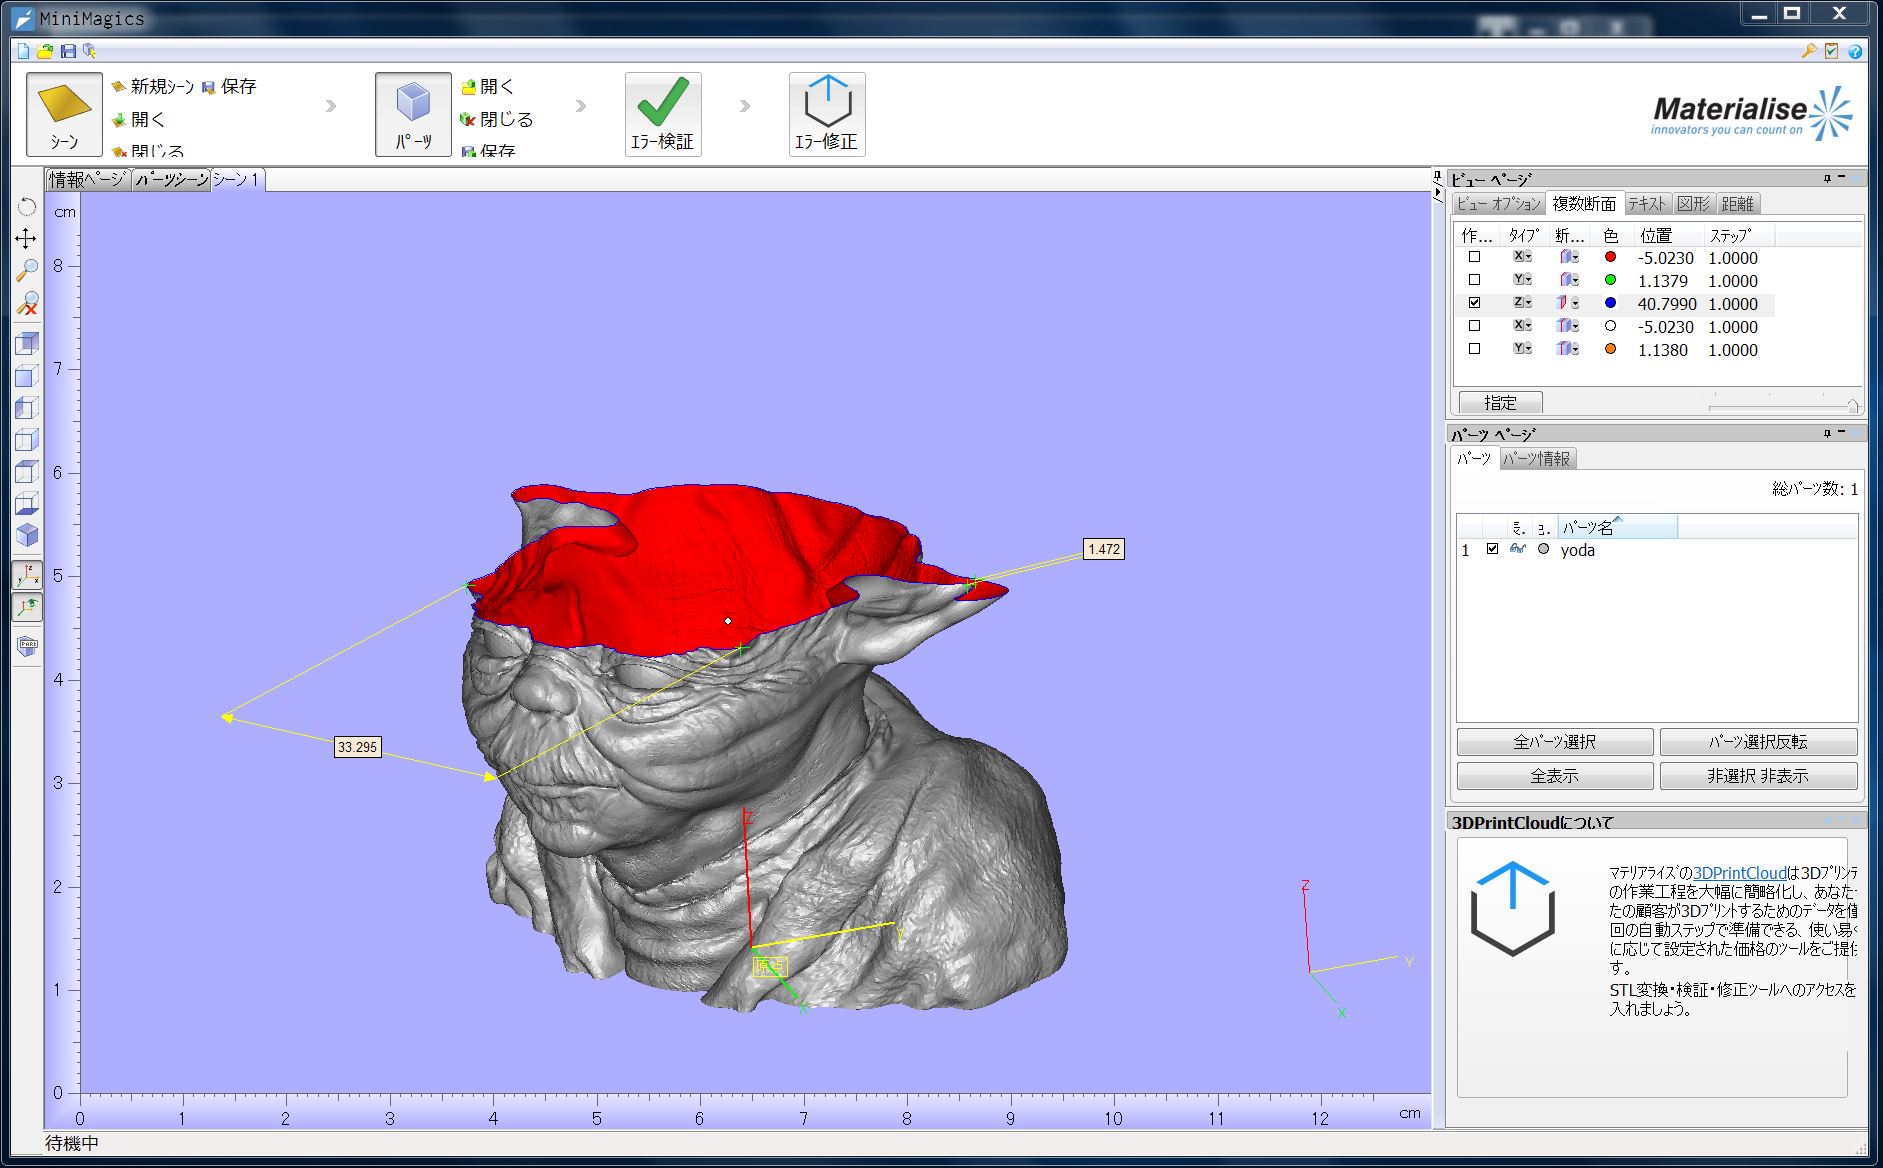 MiniMagics
シーン
新規シーン 保存
開く
閉じる
パーツ
開く
閉じる
保存
エラー検証
エラー修正
Materialise
innovators you can count on
情報ページ パーツシーン シーン 1
cm
8
7
6
5
4
3
2
1
0
0 1 2 3 4 5 6 7 8 9 10 11 12 cm
1.472
33.295
Z
Y
原点
X
Z
Y
X
PART
待機中
ビュー ページ
ビュー オプション 複数断面 テキスト 図形 距離
作... タイプ 断... 色 位置 ステップ
X -5.0230 1.0000
Y 1.1379 1.0000
Z 40.7990 1.0000
X -5.0230 1.0000
Y 1.1380 1.0000
指定
パーツ ページ
パーツ パーツ情報
総パーツ数: 1
ミ. コ. パーツ名
1 yoda
全パーツ選択 パーツ選択反転
全表示 非選択 非表示
3DPrintCloudについて
マテリアライズの3DPrintCloudは3Dプリンテ
の作業工程を大幅に簡略化し、あなた
たの顧客が3Dプリントするためのデータを
回の自動ステップで準備できる、使い易
に応じて設定された価格のツールをご提
す。
STL変換・検証・修正ツールへのアクセスを
入れましょう。